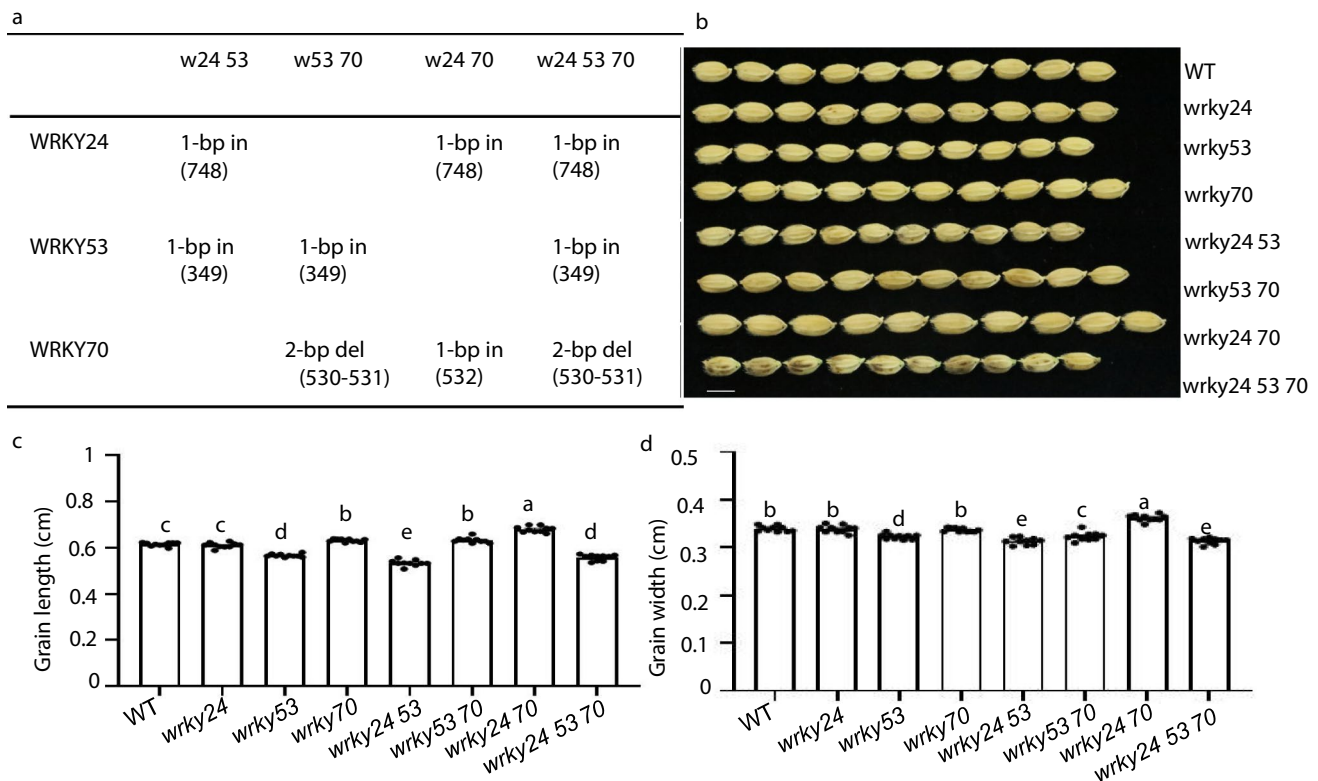 a
w24 53 w53 70 w24 70 w24 53 70
WRKY24 1-bp in 1-bp in 1-bp in
(748) (748) (748)
WRKY53 1-bp in 1-bp in 1-bp in
(349) (349) (349)
WRKY70 2-bp del 1-bp in 2-bp del
(530-531) (532) (530-531)
b
WT
wrky24
wrky53
wrky70
wrky24 53
wrky53 70
wrky24 70
wrky24 53 70
c
Grain length (cm)
1
0.8
0.6
0.4
0.2
0
c c d b e b a d
WT wrky24 wrky53 wrky70 wrky24 53 wrky53 70 wrky24 70 wrky24 53 70
d
Grain width (cm)
0.5
0.4
0.3
0.2
0.1
0
b b d b e c a e
WT wrky24 wrky53 wrky70 wrky24 53 wrky53 70 wrky24 70 wrky24 53 70